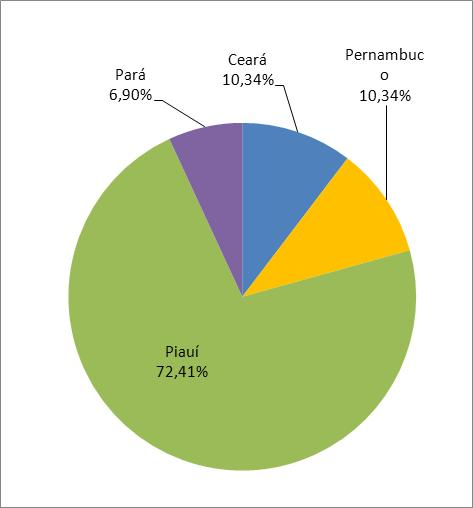 Ceará
10,34%
Pernambuc
o
10,34%
Piauí
72,41%
Pará
6,90%